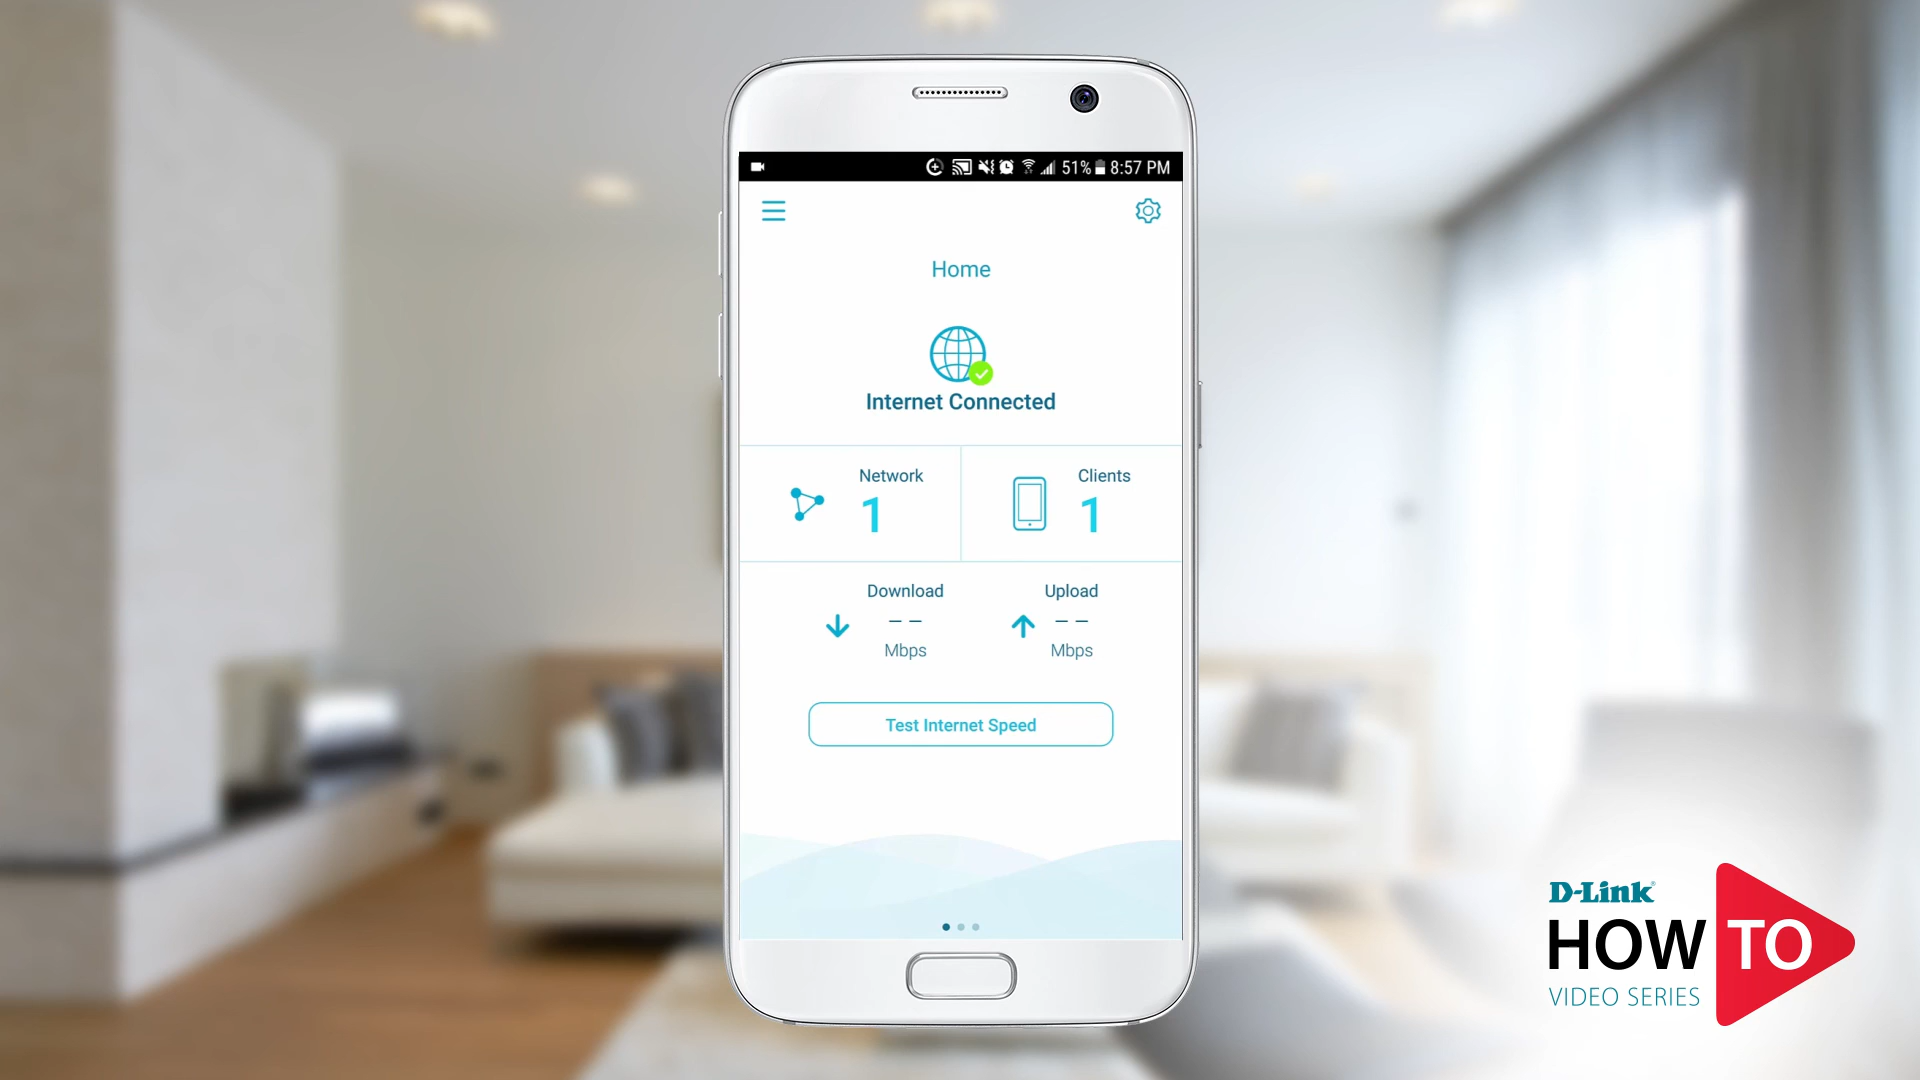 51% 8:57 PM
Home
Internet Connected
Network
1
Clients
1
Download
Upload
– –
– –
Mbps
Mbps
Test Internet Speed
D-Link®
HOW TO
VIDEO SERIES